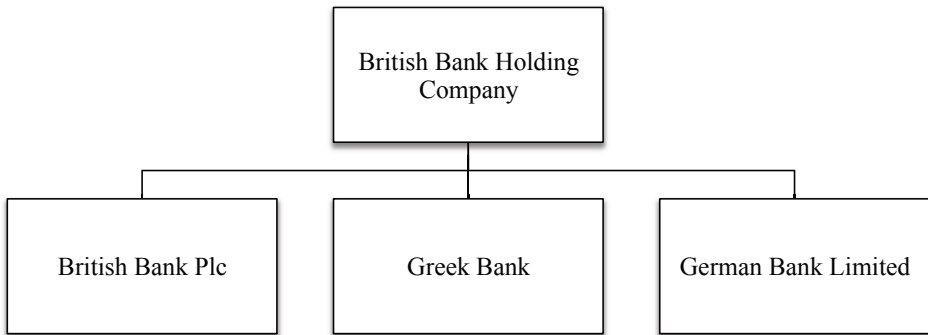 British Bank Holding
Company
British Bank Plc
Greek Bank
German Bank Limited